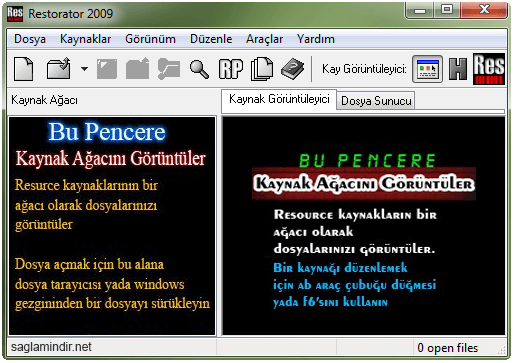 Res
Restorator 2009
Dosya Kaynaklar Görünüm Düzenle Araçlar Yardım
RP
Kay Görüntüleyici:
H
Res
Kaynak Ağacı
Kaynak Görüntüleyici
Dosya Sunucu
Bu Pencere
Kaynak Ağacını Görüntüler
Resurce kaynaklarının bir
ağacı olarak dosyalarınızı
görüntüler
Dosya açmak için bu alana
dosya tarayıcısı yada windows
gezgininden bir dosyayı sürükleyin
BU PENCERE
Kaynak Ağacını Görüntüler
Resource kaynakların bir
ağacı olarak
dosyalarınızı görüntüler.
Bir kaynağı düzenlemek
için ab araç çubuğu düğmesi
yada f6'sını kullanın
saglamindir.net
0 open files